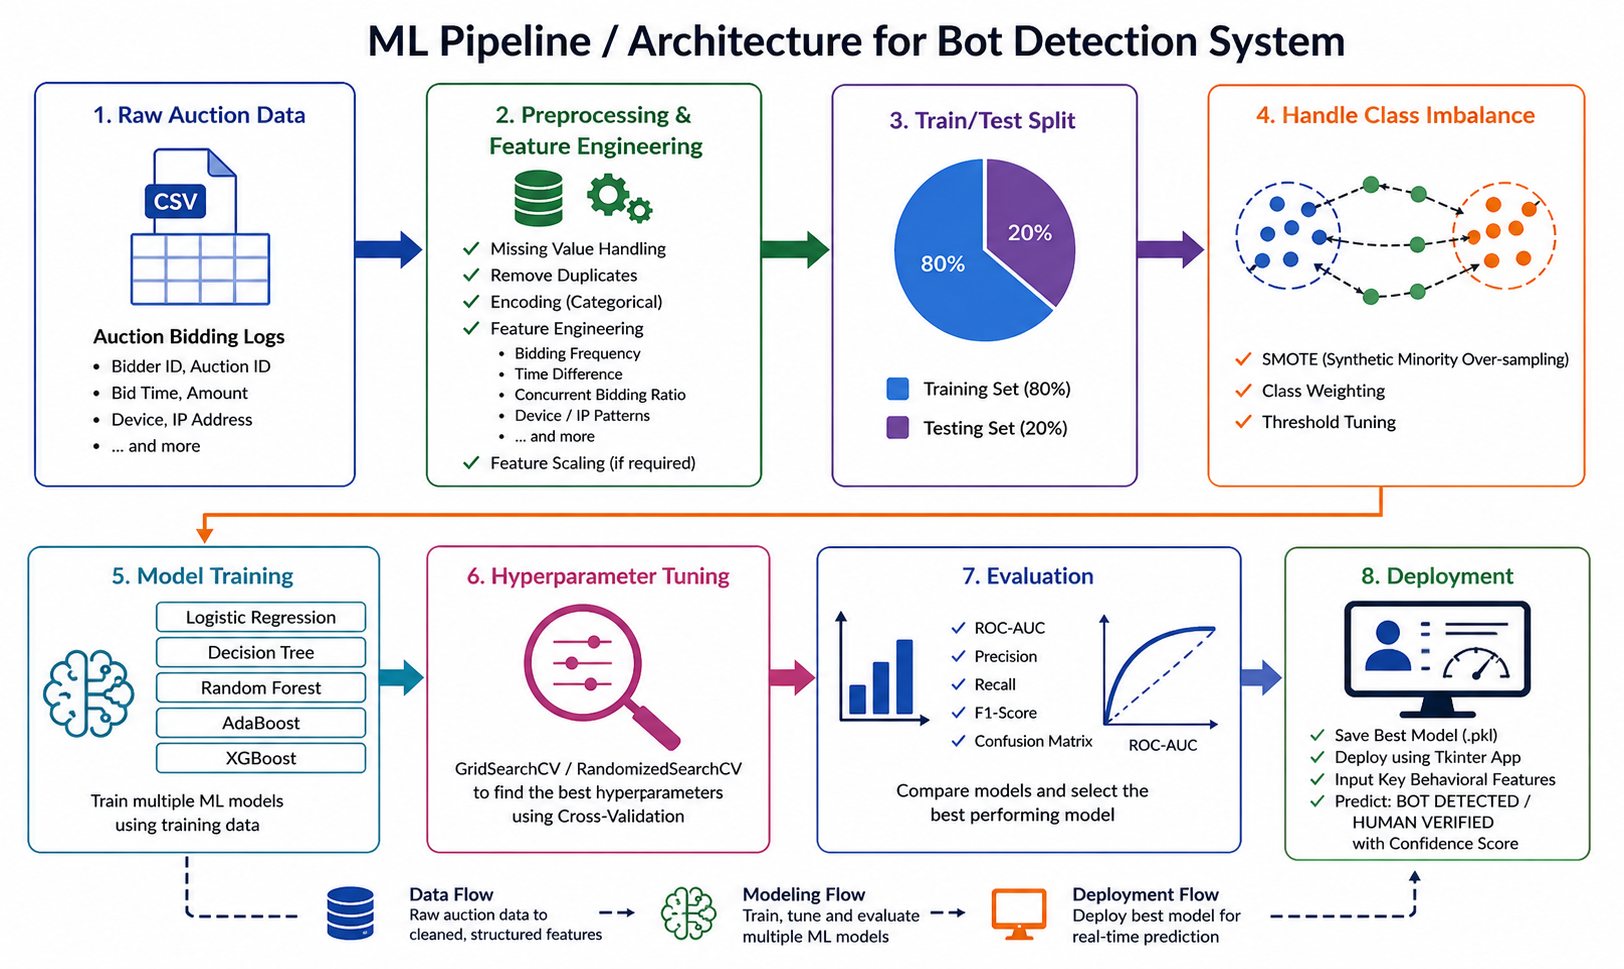 ML Pipeline / Architecture for Bot Detection System
1. Raw Auction Data
CSV
Auction Bidding Logs
• Bidder ID, Auction ID
• Bid Time, Amount
• Device, IP Address
• ... and more
2. Preprocessing &
Feature Engineering
✓ Missing Value Handling
✓ Remove Duplicates
✓ Encoding (Categorical)
✓ Feature Engineering
• Bidding Frequency
• Time Difference
• Concurrent Bidding Ratio
• Device / IP Patterns
• ... and more
✓ Feature Scaling (if required)
3. Train/Test Split
20%
80%
Training Set (80%)
Testing Set (20%)
4. Handle Class Imbalance
✓ SMOTE (Synthetic Minority Over-sampling)
✓ Class Weighting
✓ Threshold Tuning
5. Model Training
Logistic Regression
Decision Tree
Random Forest
AdaBoost
XGBoost
Train multiple ML models
using training data
6. Hyperparameter Tuning
GridSearchCV / RandomizedSearchCV
to find the best hyperparameters
using Cross-Validation
7. Evaluation
✓ ROC-AUC
✓ Precision
✓ Recall
✓ F1-Score
✓ Confusion Matrix
ROC-AUC
Compare models and select the
best performing model
8. Deployment
✓ Save Best Model (.pkl)
✓ Deploy using Tkinter App
✓ Input Key Behavioral Features
✓ Predict: BOT DETECTED /
HUMAN VERIFIED
with Confidence Score
Data Flow
Raw auction data to
cleaned, structured features
Modeling Flow
Train, tune and evaluate
multiple ML models
Deployment Flow
Deploy best model for
real-time prediction